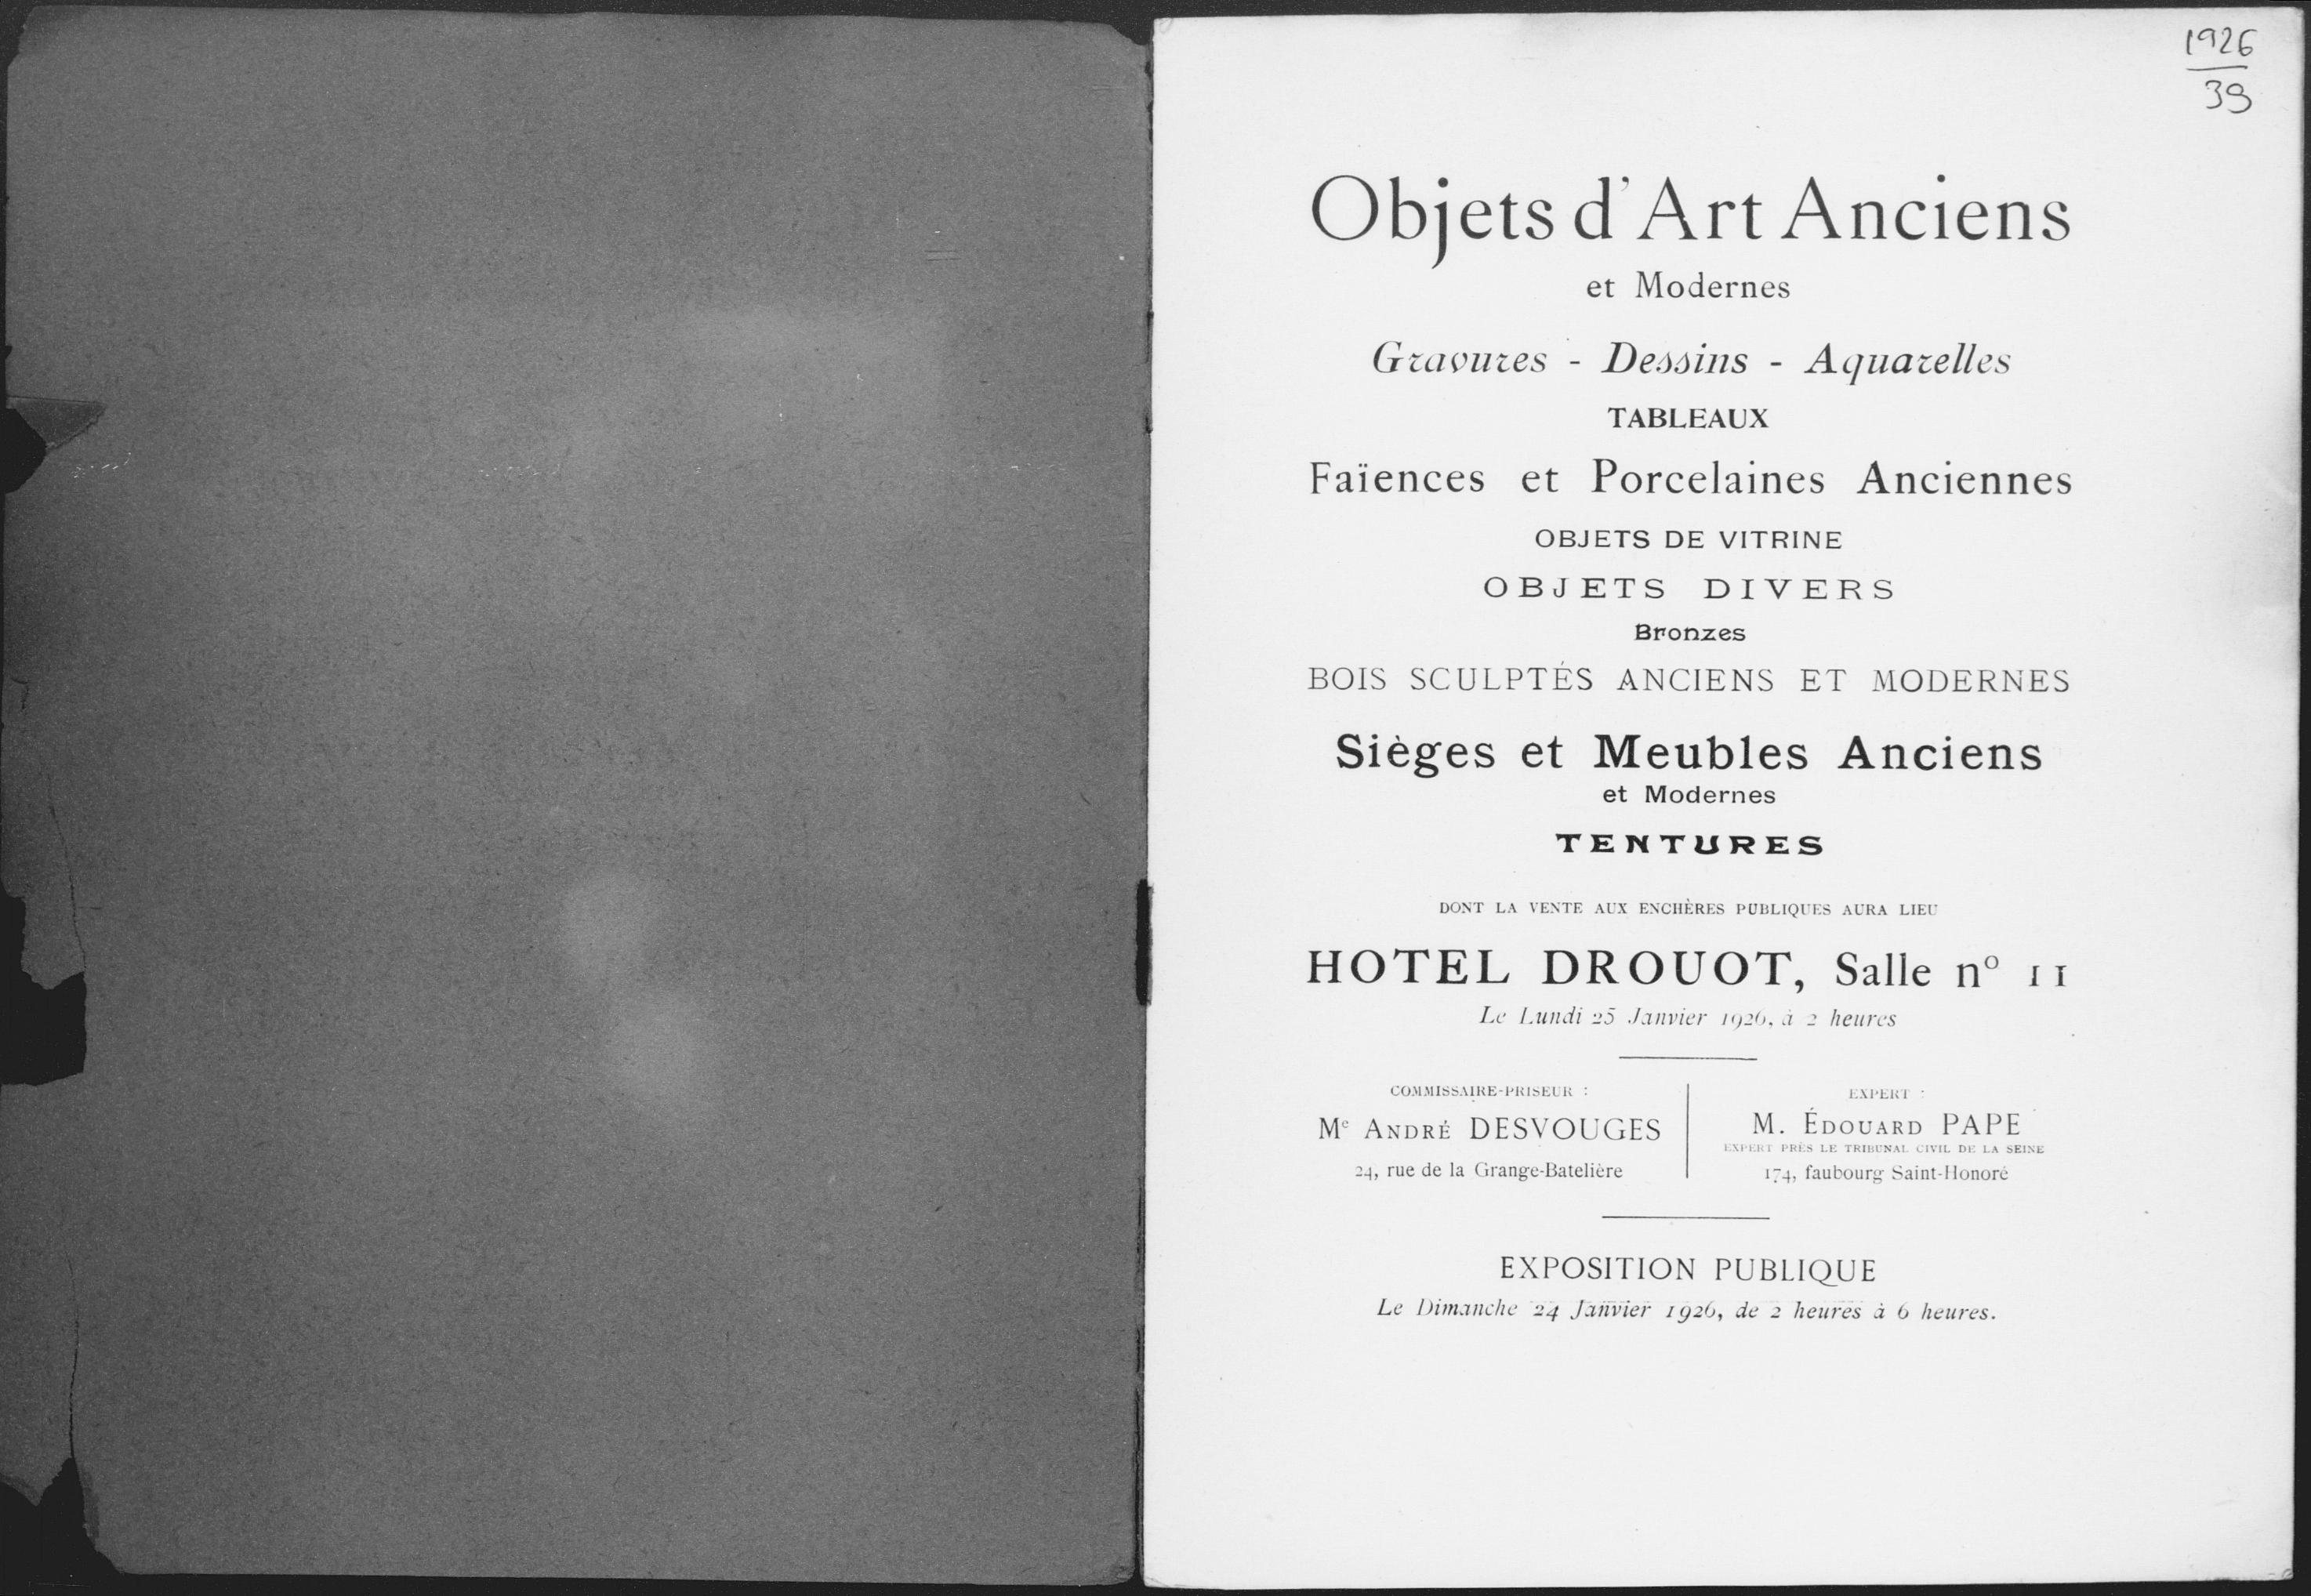 1926
39
Objets d'Art Anciens
et Modernes
Gravures - Dessins - Aquarelles
TABLEAUX
Faïences et Porcelaines Anciennes
OBJETS DE VITRINE
OBJETS DIVERS
Bronzes
BOIS SCULPTÉS ANCIENS ET MODERNES
Sièges et Meubles Anciens
et Modernes
TENTURES
DONT LA VENTE AUX ENCHÈRES PUBLIQUES AURA LIEU
HOTEL DROUOT, Salle nº 11
Le Lundi 25 Janvier 1926, à 2 heures
COMMISSAIRE-PRISEUR :
Mᵉ ANDRÉ DESVOUGES
24, rue de la Grange-Batelière
EXPERT :
M. ÉDOUARD PAPE
EXPERT PRÈS LE TRIBUNAL CIVIL DE LA SEINE
174, faubourg Saint-Honoré
EXPOSITION PUBLIQUE
Le Dimanche 24 Janvier 1926, de 2 heures à 6 heures.